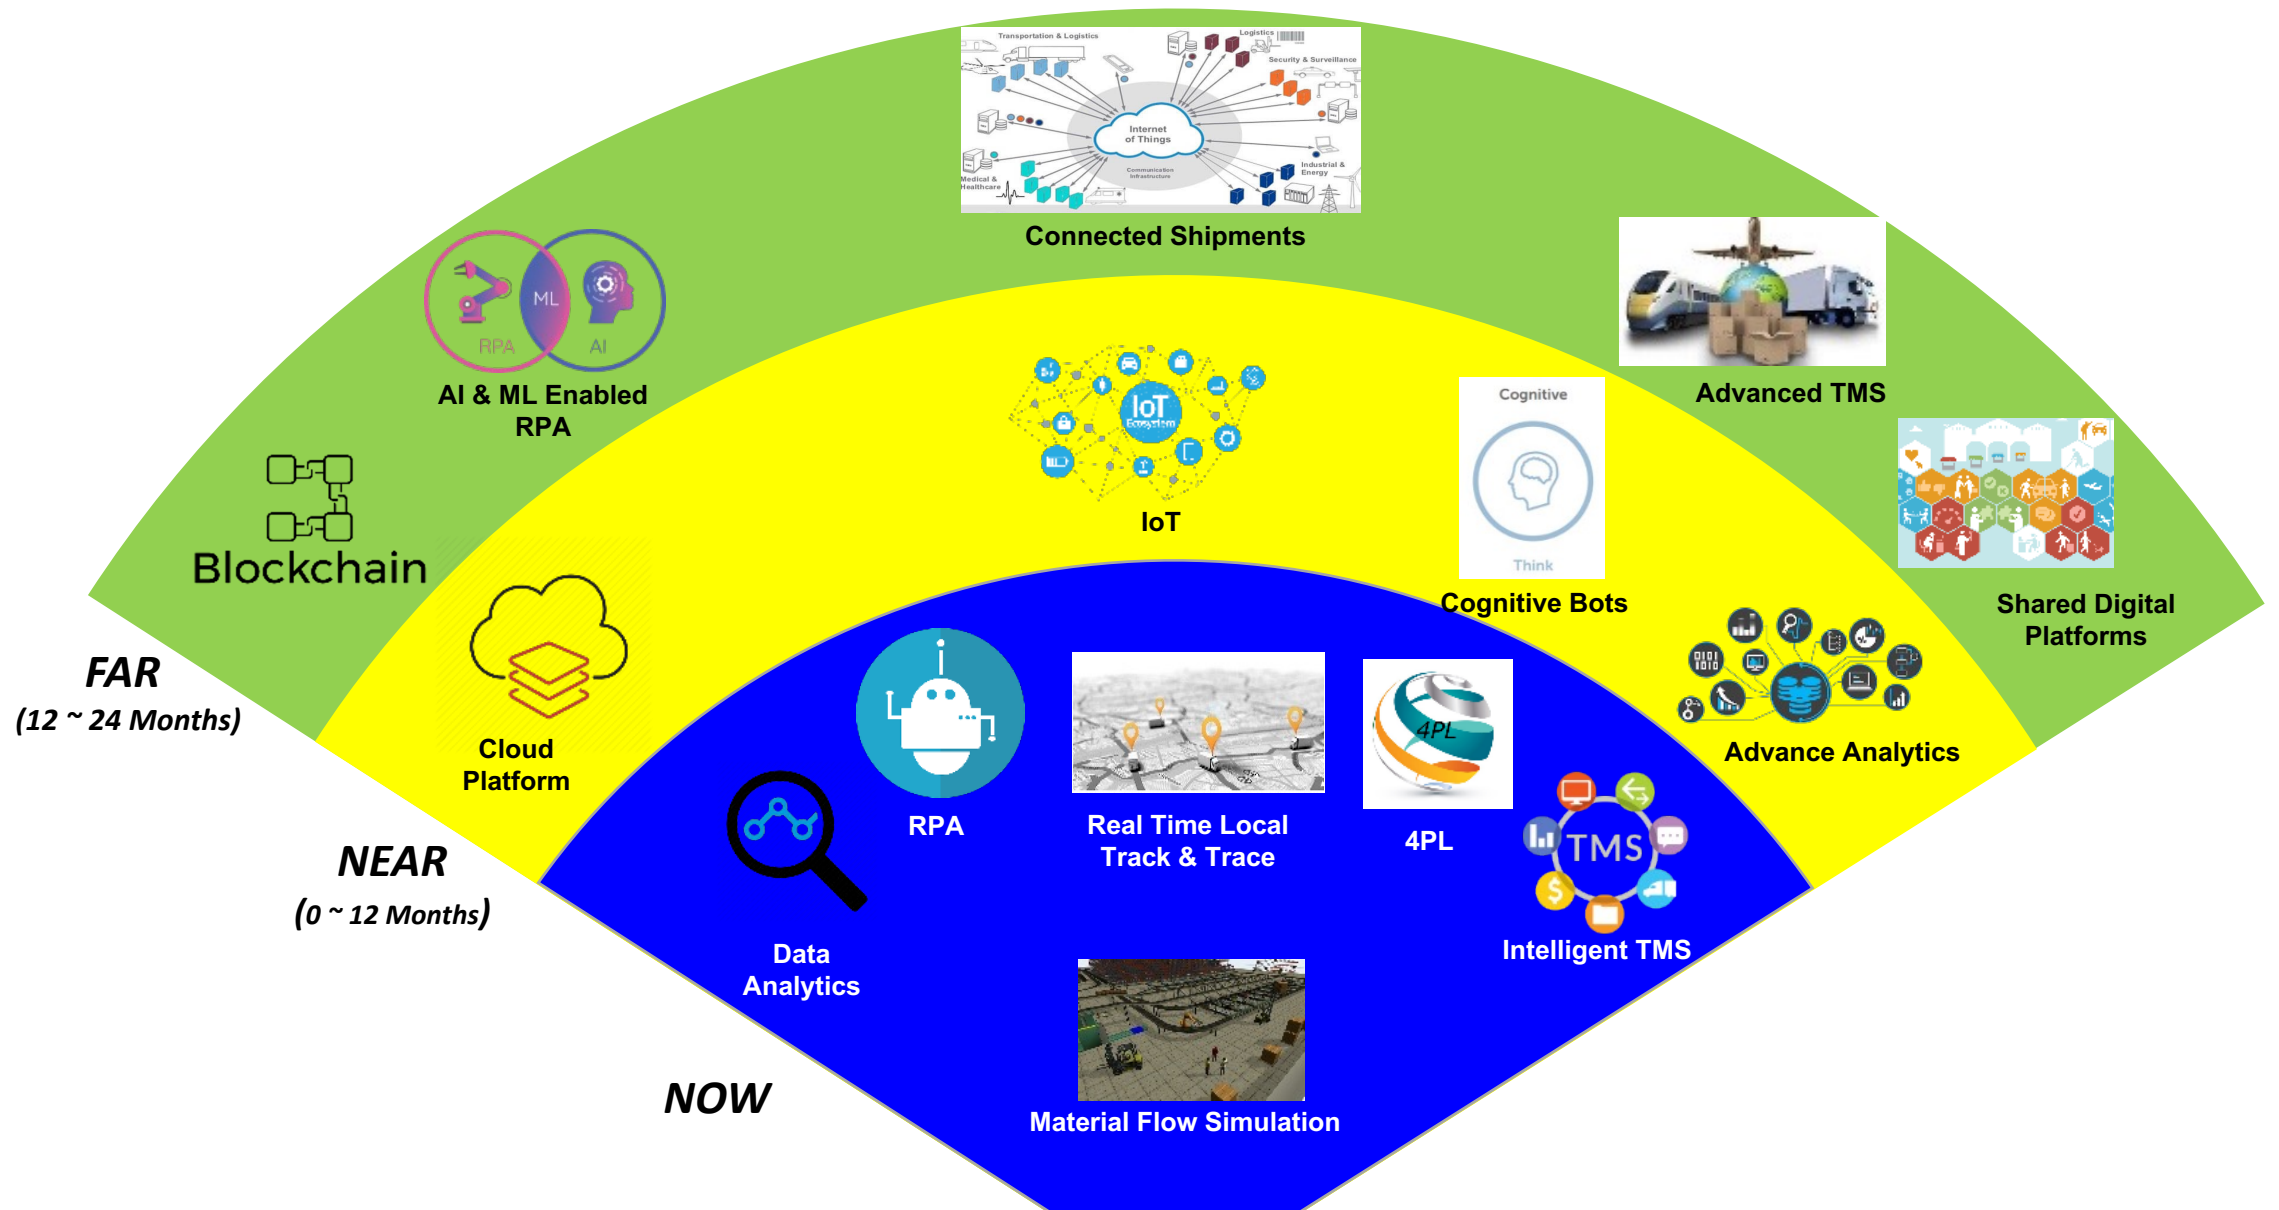 Transportation & Logistics
Logistics
Security & Surveillance
Internet
of Things
Communication
Infrastructure
Medical &
Healthcare
Industrial &
Energy
Connected Shipments
ML
RPA
AI
AI & ML Enabled
RPA
Advanced TMS
Blockchain
Shared Digital
Platforms
FAR
(12 ~ 24 Months)
IoT
Ecosystem
IoT
Cognitive
Think
Cognitive Bots
Cloud
Platform
0101
1010
Advance Analytics
NEAR
(0 ~ 12 Months)
RPA
Real Time Local
Track & Trace
4PL
4PL
TMS
$
Intelligent TMS
Data
Analytics
Material Flow Simulation
NOW